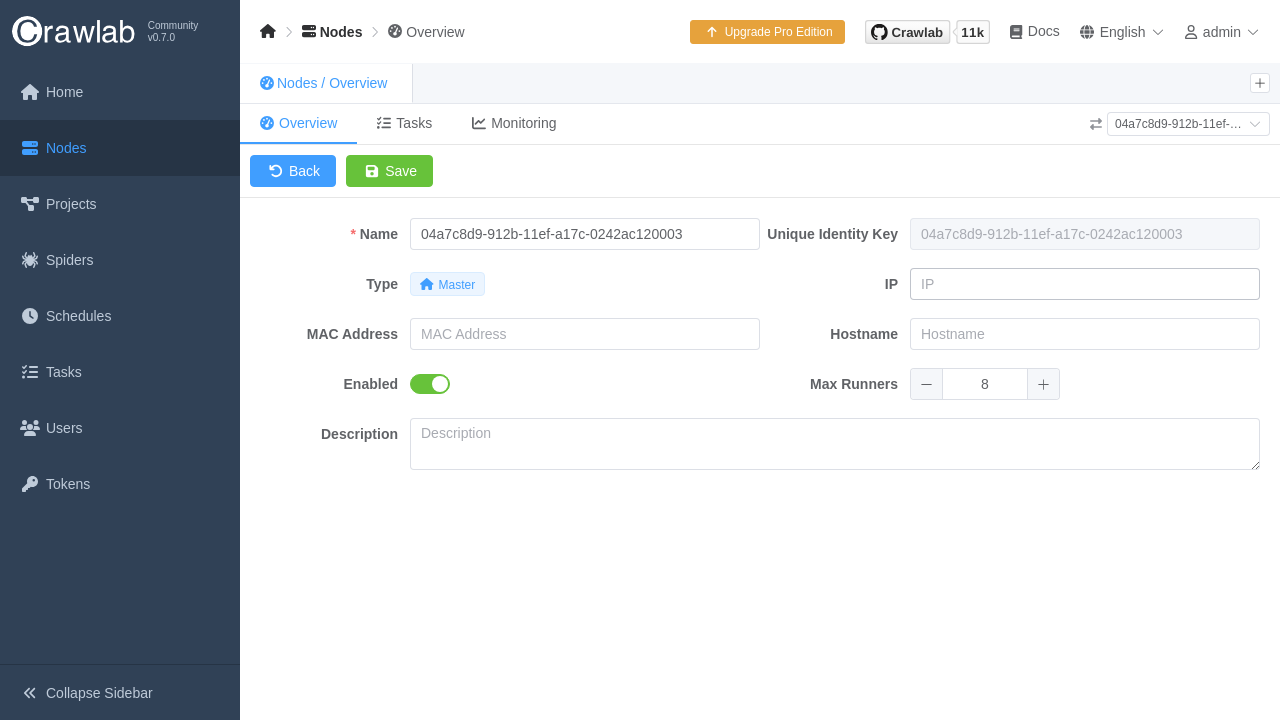 Crawlab
Community
v0.7.0
Home
Nodes
Projects
Spiders
Schedules
Tasks
Users
Tokens
Collapse Sidebar
Nodes
Overview
Upgrade Pro Edition
Crawlab
11k
Docs
English
admin
Nodes / Overview
Overview
Tasks
Monitoring
04a7c8d9-912b-11ef-...
Back
Save
* Name
04a7c8d9-912b-11ef-a17c-0242ac120003
Unique Identity Key
04a7c8d9-912b-11ef-a17c-0242ac120003
Type
Master
IP
IP
MAC Address
MAC Address
Hostname
Hostname
Enabled
Max Runners
8
Description
Description